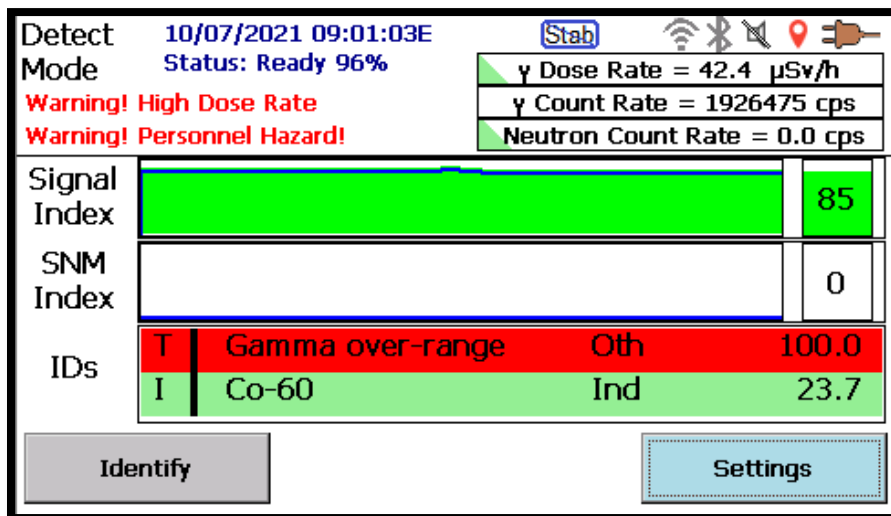 Detect Mode
10/07/2021 09:01:03E
Status: Ready 96%
Stab
Warning! High Dose Rate
Warning! Personnel Hazard!
γ Dose Rate = 42.4 µSv/h
γ Count Rate = 1926475 cps
Neutron Count Rate = 0.0 cps
Signal Index
85
SNM Index
0
IDs
T Gamma over-range Oth 100.0
I Co-60 Ind 23.7
Identify
Settings